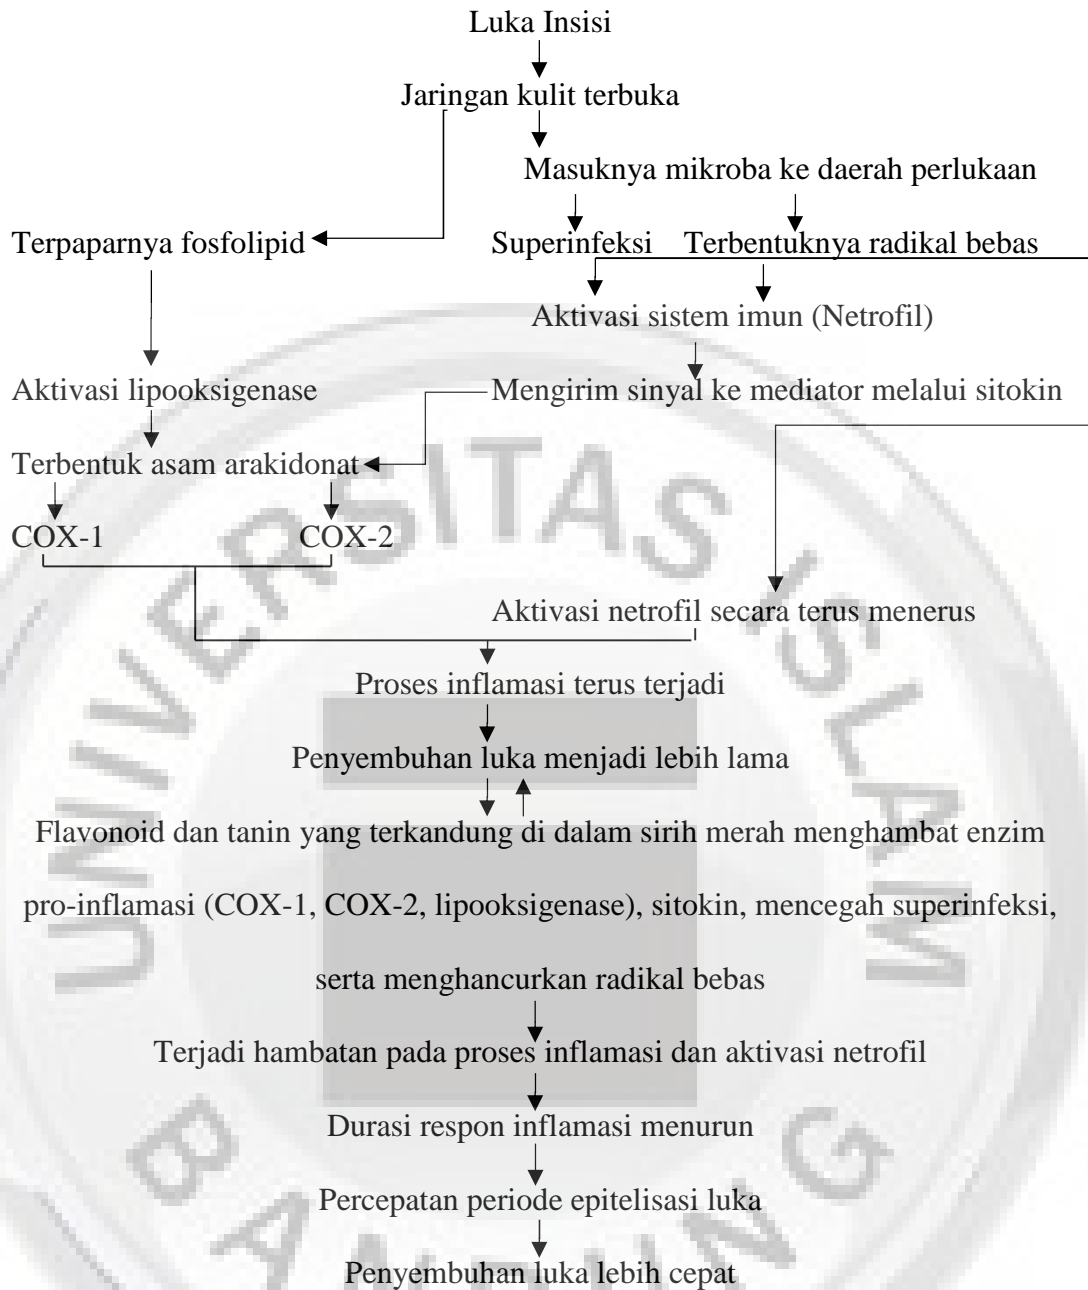 Luka Insisi
Jaringan kulit terbuka
Masuknya mikroba ke daerah perlukaan
Terpaparnya fosfolipid
Superinfeksi
Terbentuknya radikal bebas
Aktivasi sistem imun (Netrofil)
Aktivasi lipooksigenase
Mengirim sinyal ke mediator melalui sitokin
Terbentuk asam arakidonat
COX-1
COX-2
Aktivasi netrofil secara terus menerus
Proses inflamasi terus terjadi
Penyembuhan luka menjadi lebih lama
Flavonoid dan tanin yang terkandung di dalam sirih merah menghambat enzim
pro-inflamasi (COX-1, COX-2, lipooksigenase), sitokin, mencegah superinfeksi,
serta menghancurkan radikal bebas
Terjadi hambatan pada proses inflamasi dan aktivasi netrofil
Durasi respon inflamasi menurun
Percepatan periode epitelisasi luka
Penyembuhan luka lebih cepat
UNIVERSITAS ISLAM
BANDUNG